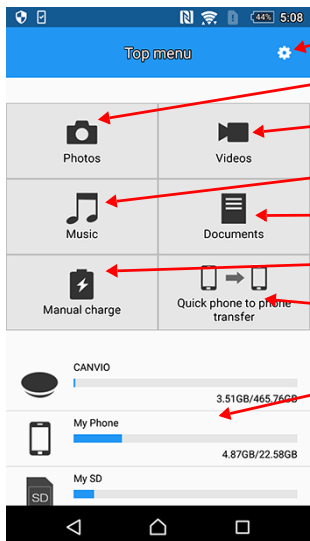 44% 5:08
Top menu
Photos Videos
Music Documents
Manual charge Quick phone to phone
transfer
CANVIO
3.51GB/465.76GB
My Phone
4.87GB/22.58GB
My SD
SD